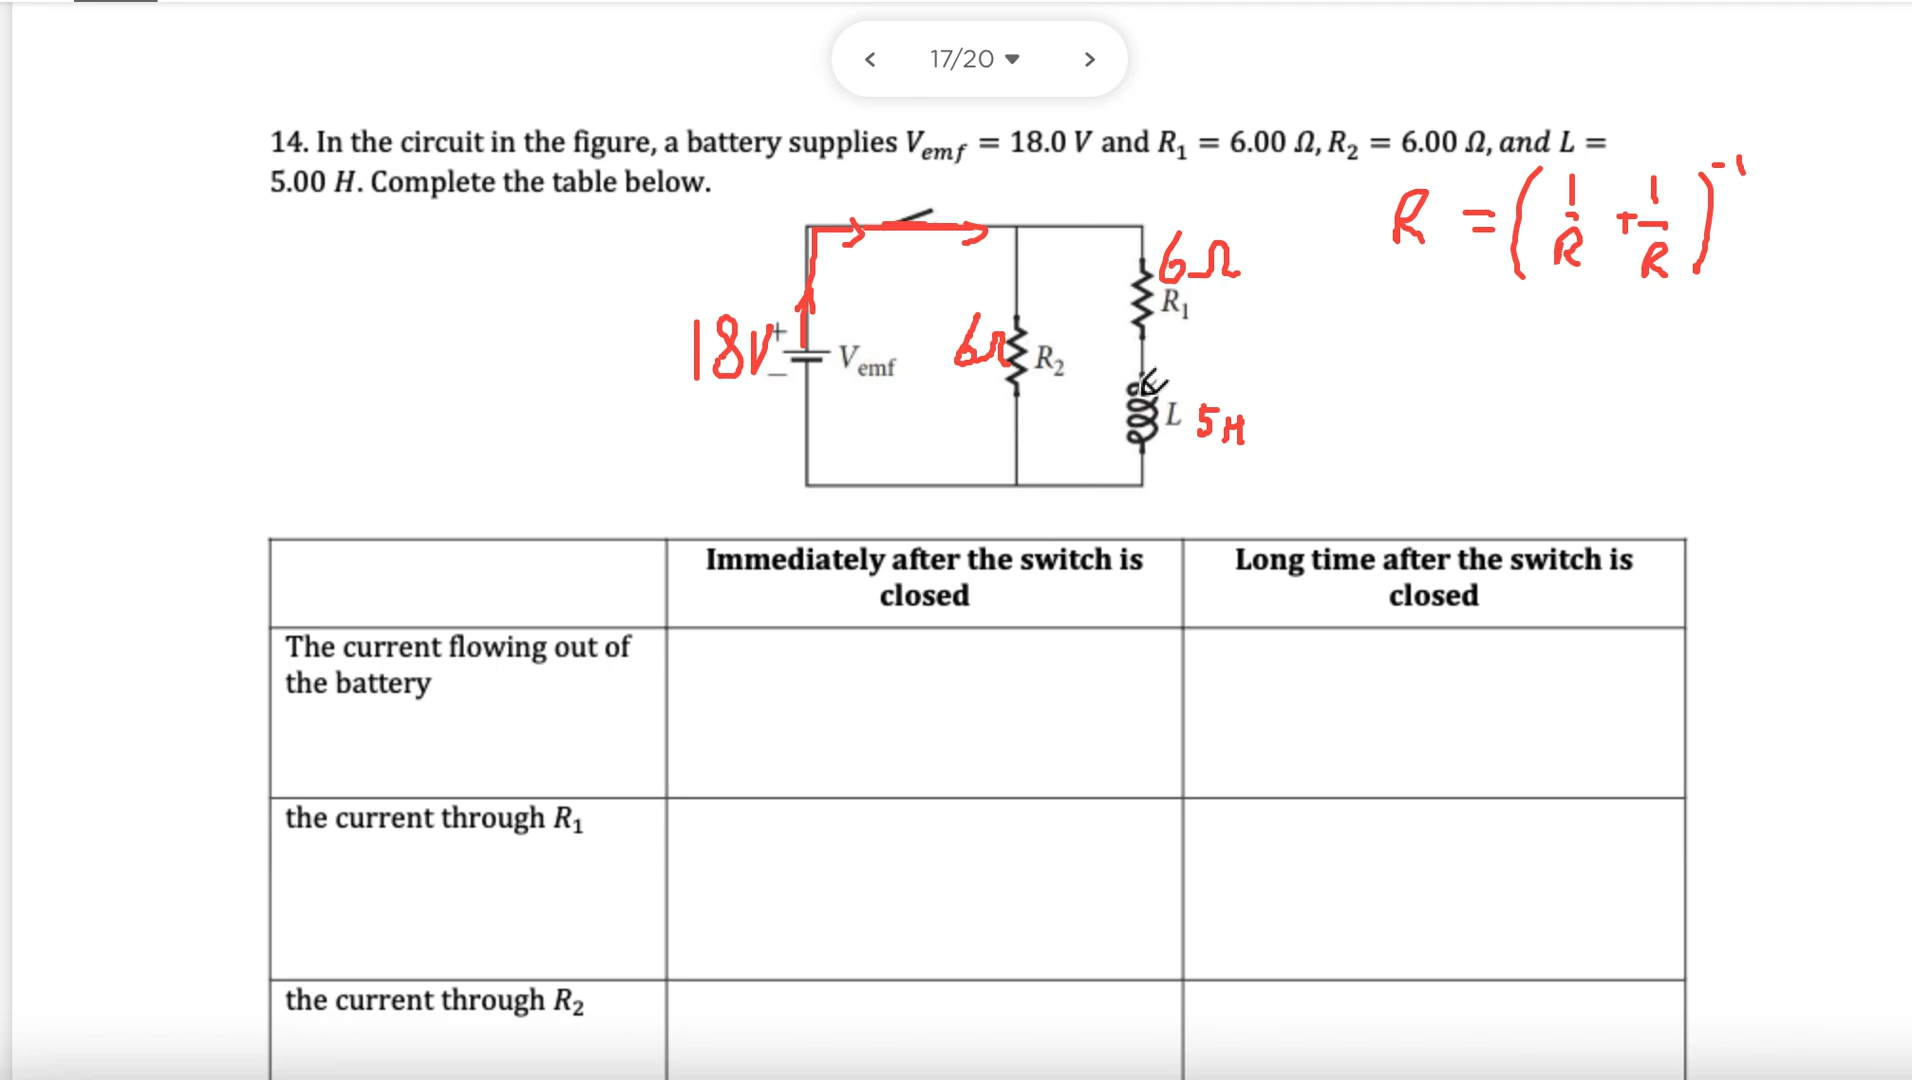 17/20
14. In the circuit in the figure, a battery supplies V_emf = 18.0 V and R₁ = 6.00 Ω, R₂ = 6.00 Ω, and L =
5.00 H. Complete the table below.
R = (1/R + 1/R)⁻¹
6Ω
R₁
18V
+
−
V_emf
6Ω
R₂
L
5H
Immediately after the switch is
closed
Long time after the switch is
closed
The current flowing out of
the battery
the current through R₁
the current through R₂